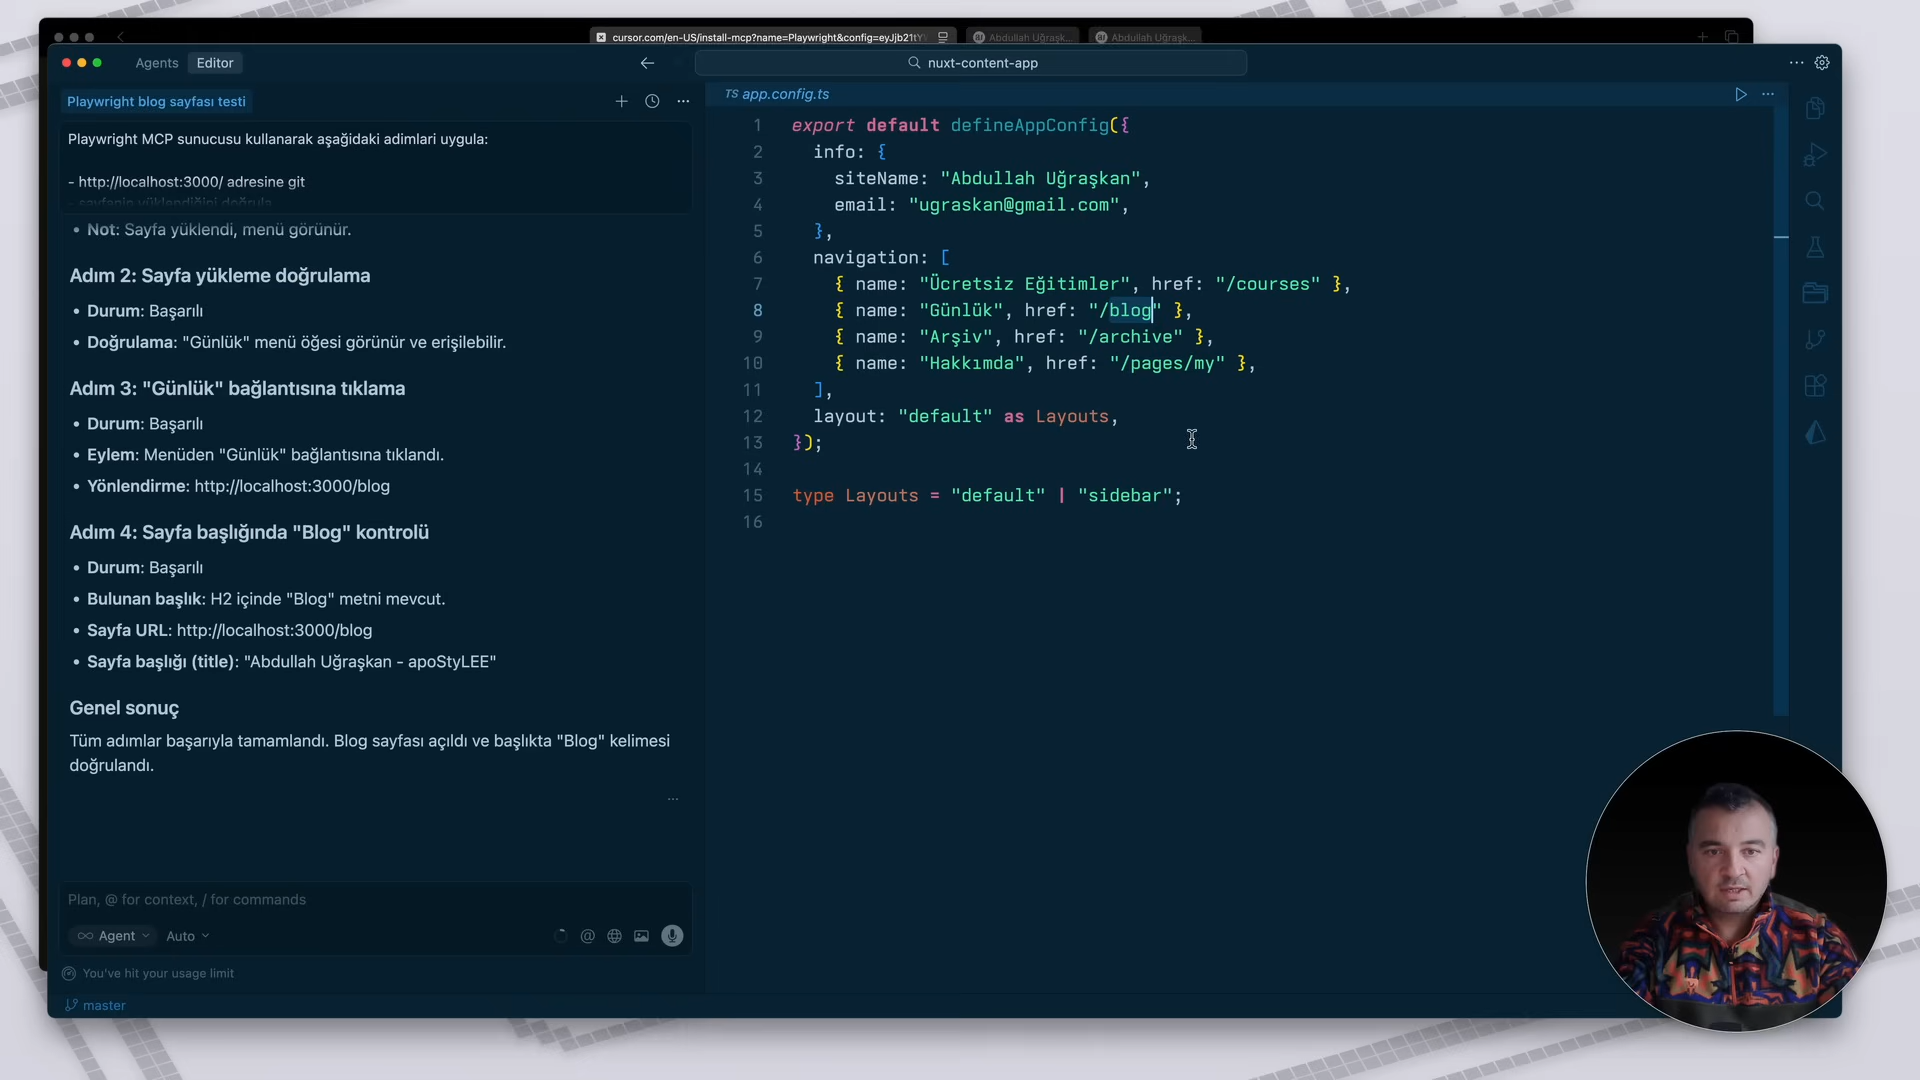 cursor.com/en-US/install-mcp?name=Playwright&config=eyJjb21tY
Abdullah Uğraşk...
Abdullah Uğraşk...
Agents
Editor
nuxt-content-app
Playwright blog sayfası testi
Playwright MCP sunucusu kullanarak aşağidaki adimlari uygula:
- http://localhost:3000/ adresine git
- sayfanin yüklendiğini doğrula
• Not: Sayfa yüklendi, menü görünür.
Adım 2: Sayfa yükleme doğrulama
• Durum: Başarılı
• Doğrulama: "Günlük" menü öğesi görünür ve erişilebilir.
Adım 3: "Günlük" bağlantısına tıklama
• Durum: Başarılı
• Eylem: Menüden "Günlük" bağlantısına tıklandı.
• Yönlendirme: http://localhost:3000/blog
Adım 4: Sayfa başlığında "Blog" kontrolü
• Durum: Başarılı
• Bulunan başlık: H2 içinde "Blog" metni mevcut.
• Sayfa URL: http://localhost:3000/blog
• Sayfa başlığı (title): "Abdullah Uğraşkan - apoStyLEE"
Genel sonuç
Tüm adımlar başarıyla tamamlandı. Blog sayfası açıldı ve başlıkta "Blog" kelimesi
doğrulandı.
Plan, @ for context, / for commands
Agent
Auto
You've hit your usage limit
master
TS app.config.ts
1 export default defineAppConfig({
2 info: {
3 siteName: "Abdullah Uğraşkan",
4 email: "ugraskan@gmail.com",
5 },
6 navigation: [
7 { name: "Ücretsiz Eğitimler", href: "/courses" },
8 { name: "Günlük", href: "/blog" },
9 { name: "Arşiv", href: "/archive" },
10 { name: "Hakkımda", href: "/pages/my" },
11 ],
12 layout: "default" as Layouts,
13 });
14
15 type Layouts = "default" | "sidebar";
16